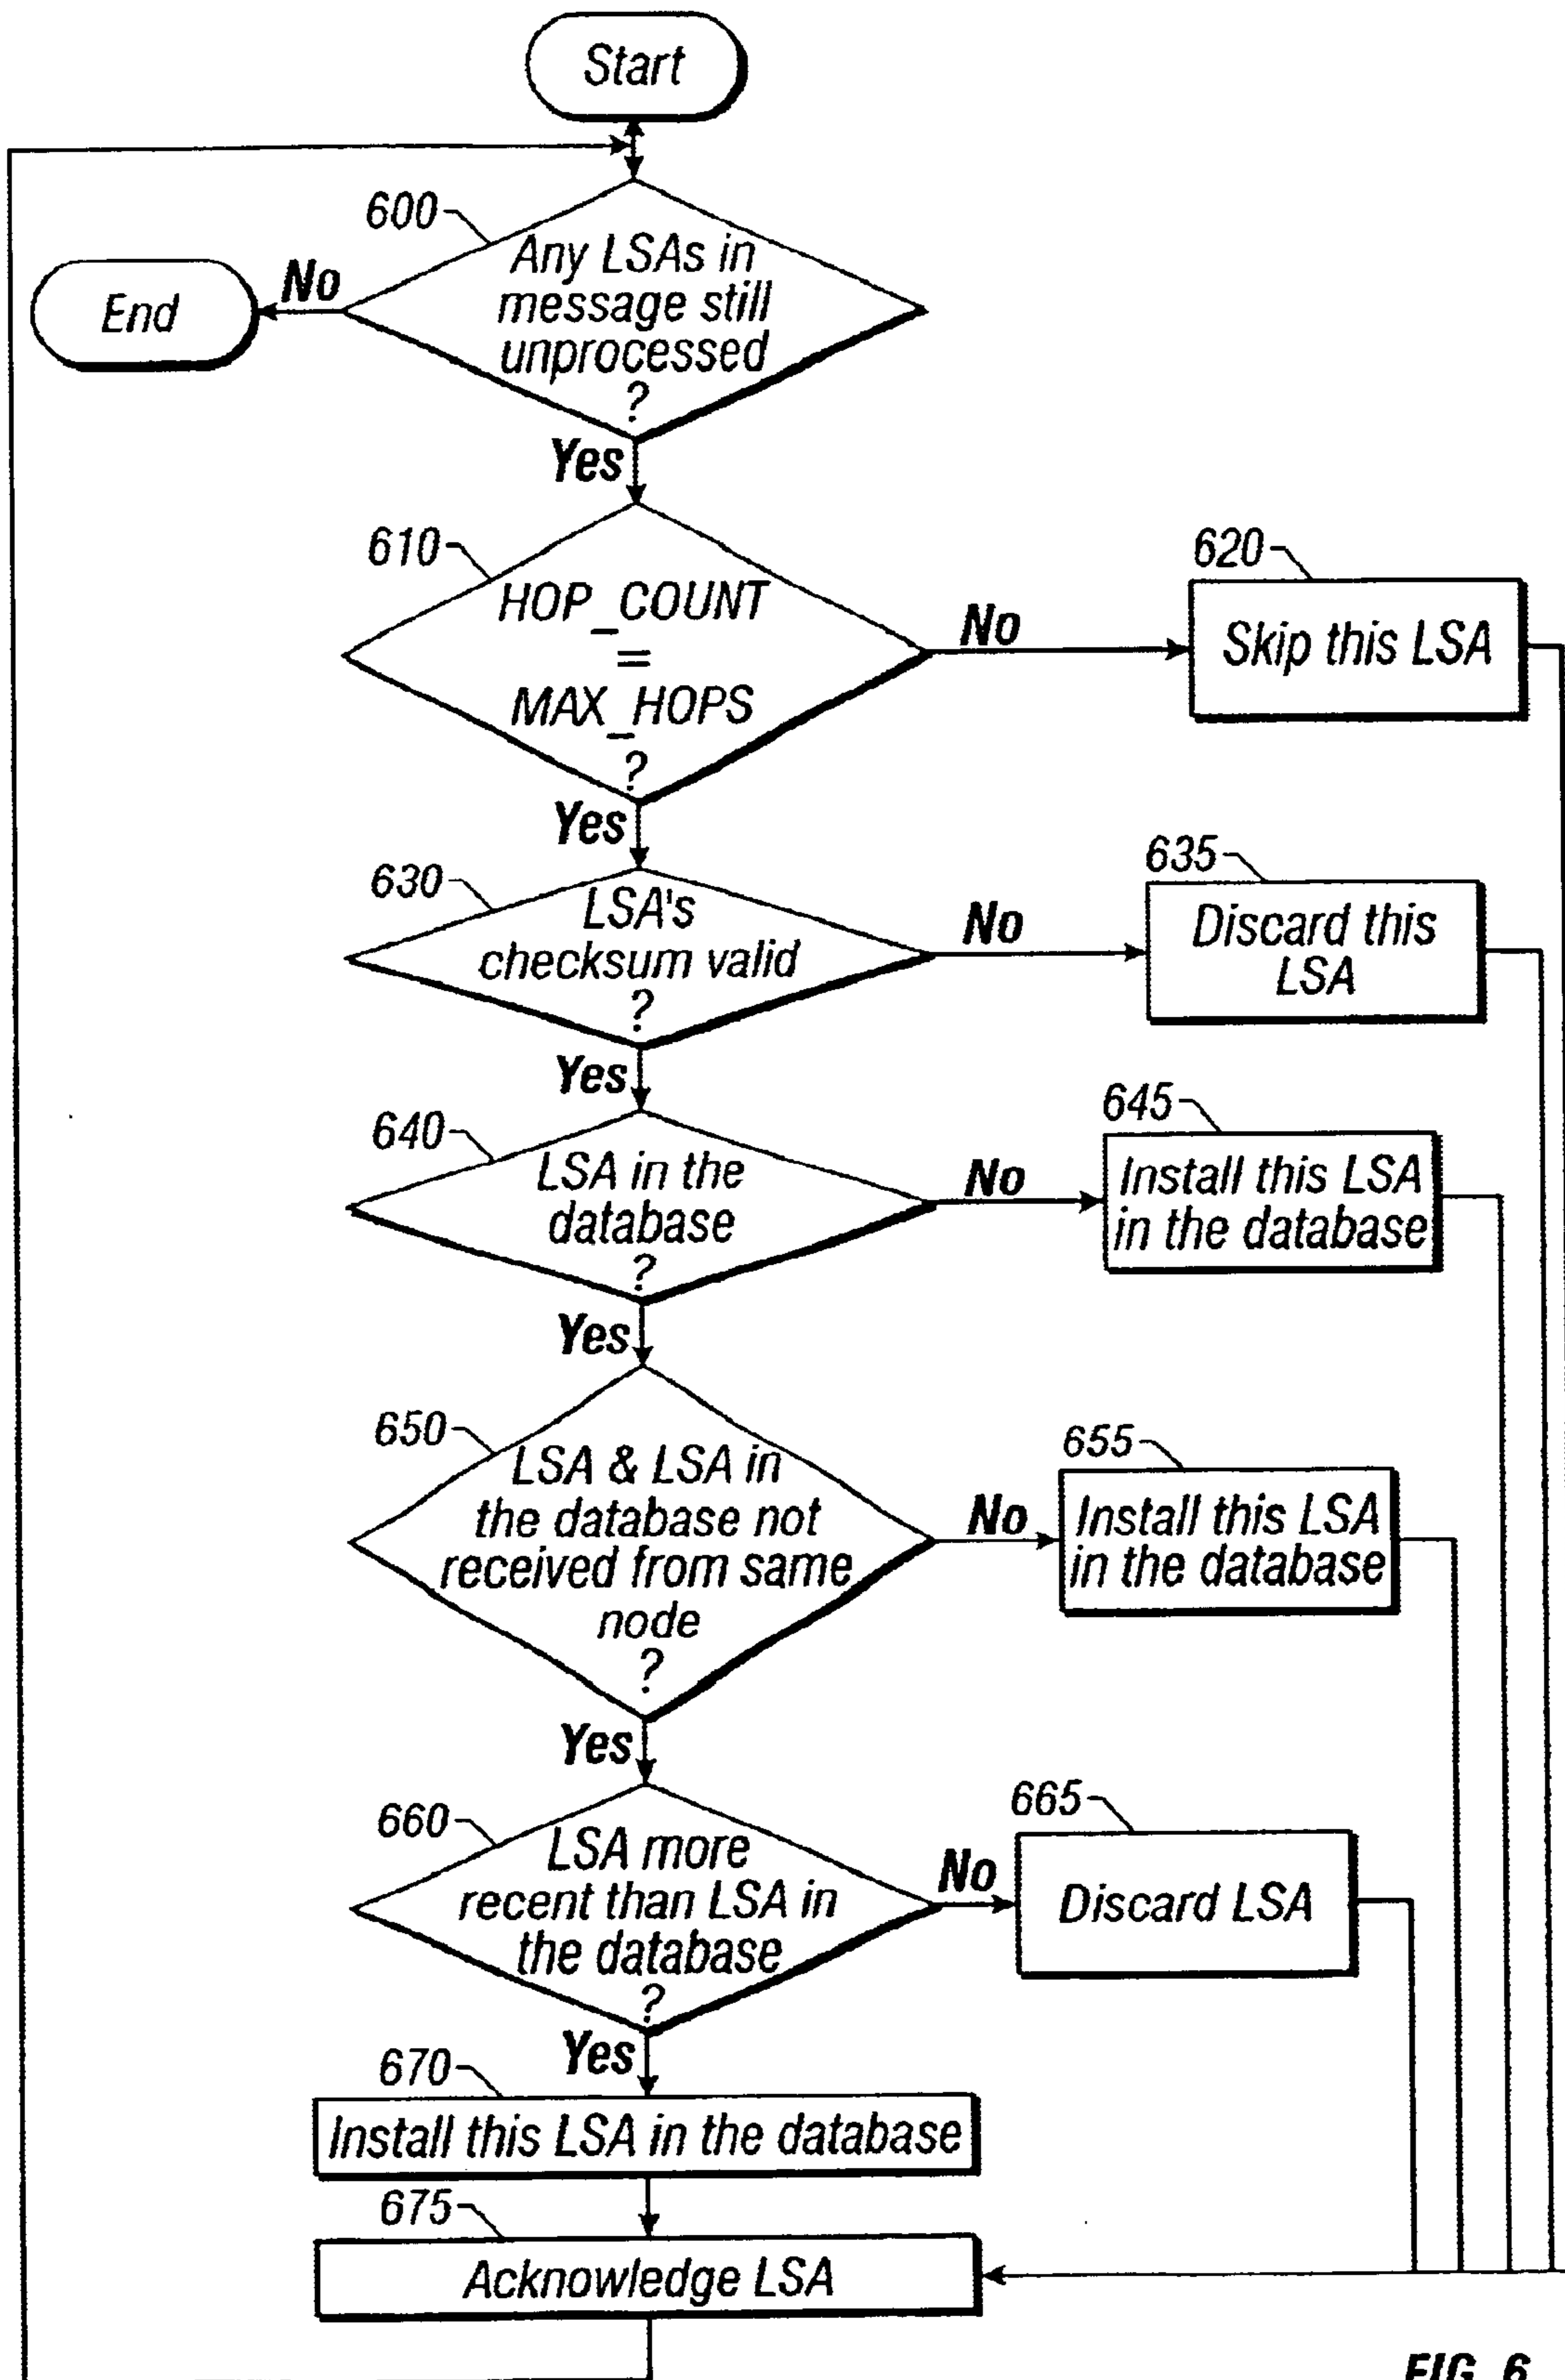 Start
600
Any LSAs in
message still
unprocessed
?
No
End
Yes
610
HOP_COUNT
=
MAX_HOPS
?
No
620
Skip this LSA
Yes
630
LSA's
checksum valid
?
No
635
Discard this
LSA
Yes
640
LSA in the
database
?
No
645
Install this LSA
in the database
Yes
650
LSA & LSA in
the database not
received from same
node
?
No
655
Install this LSA
in the database
Yes
660
LSA more
recent than LSA in
the database
?
No
665
Discard LSA
Yes
670
Install this LSA in the database
675
Acknowledge LSA
FIG. 6